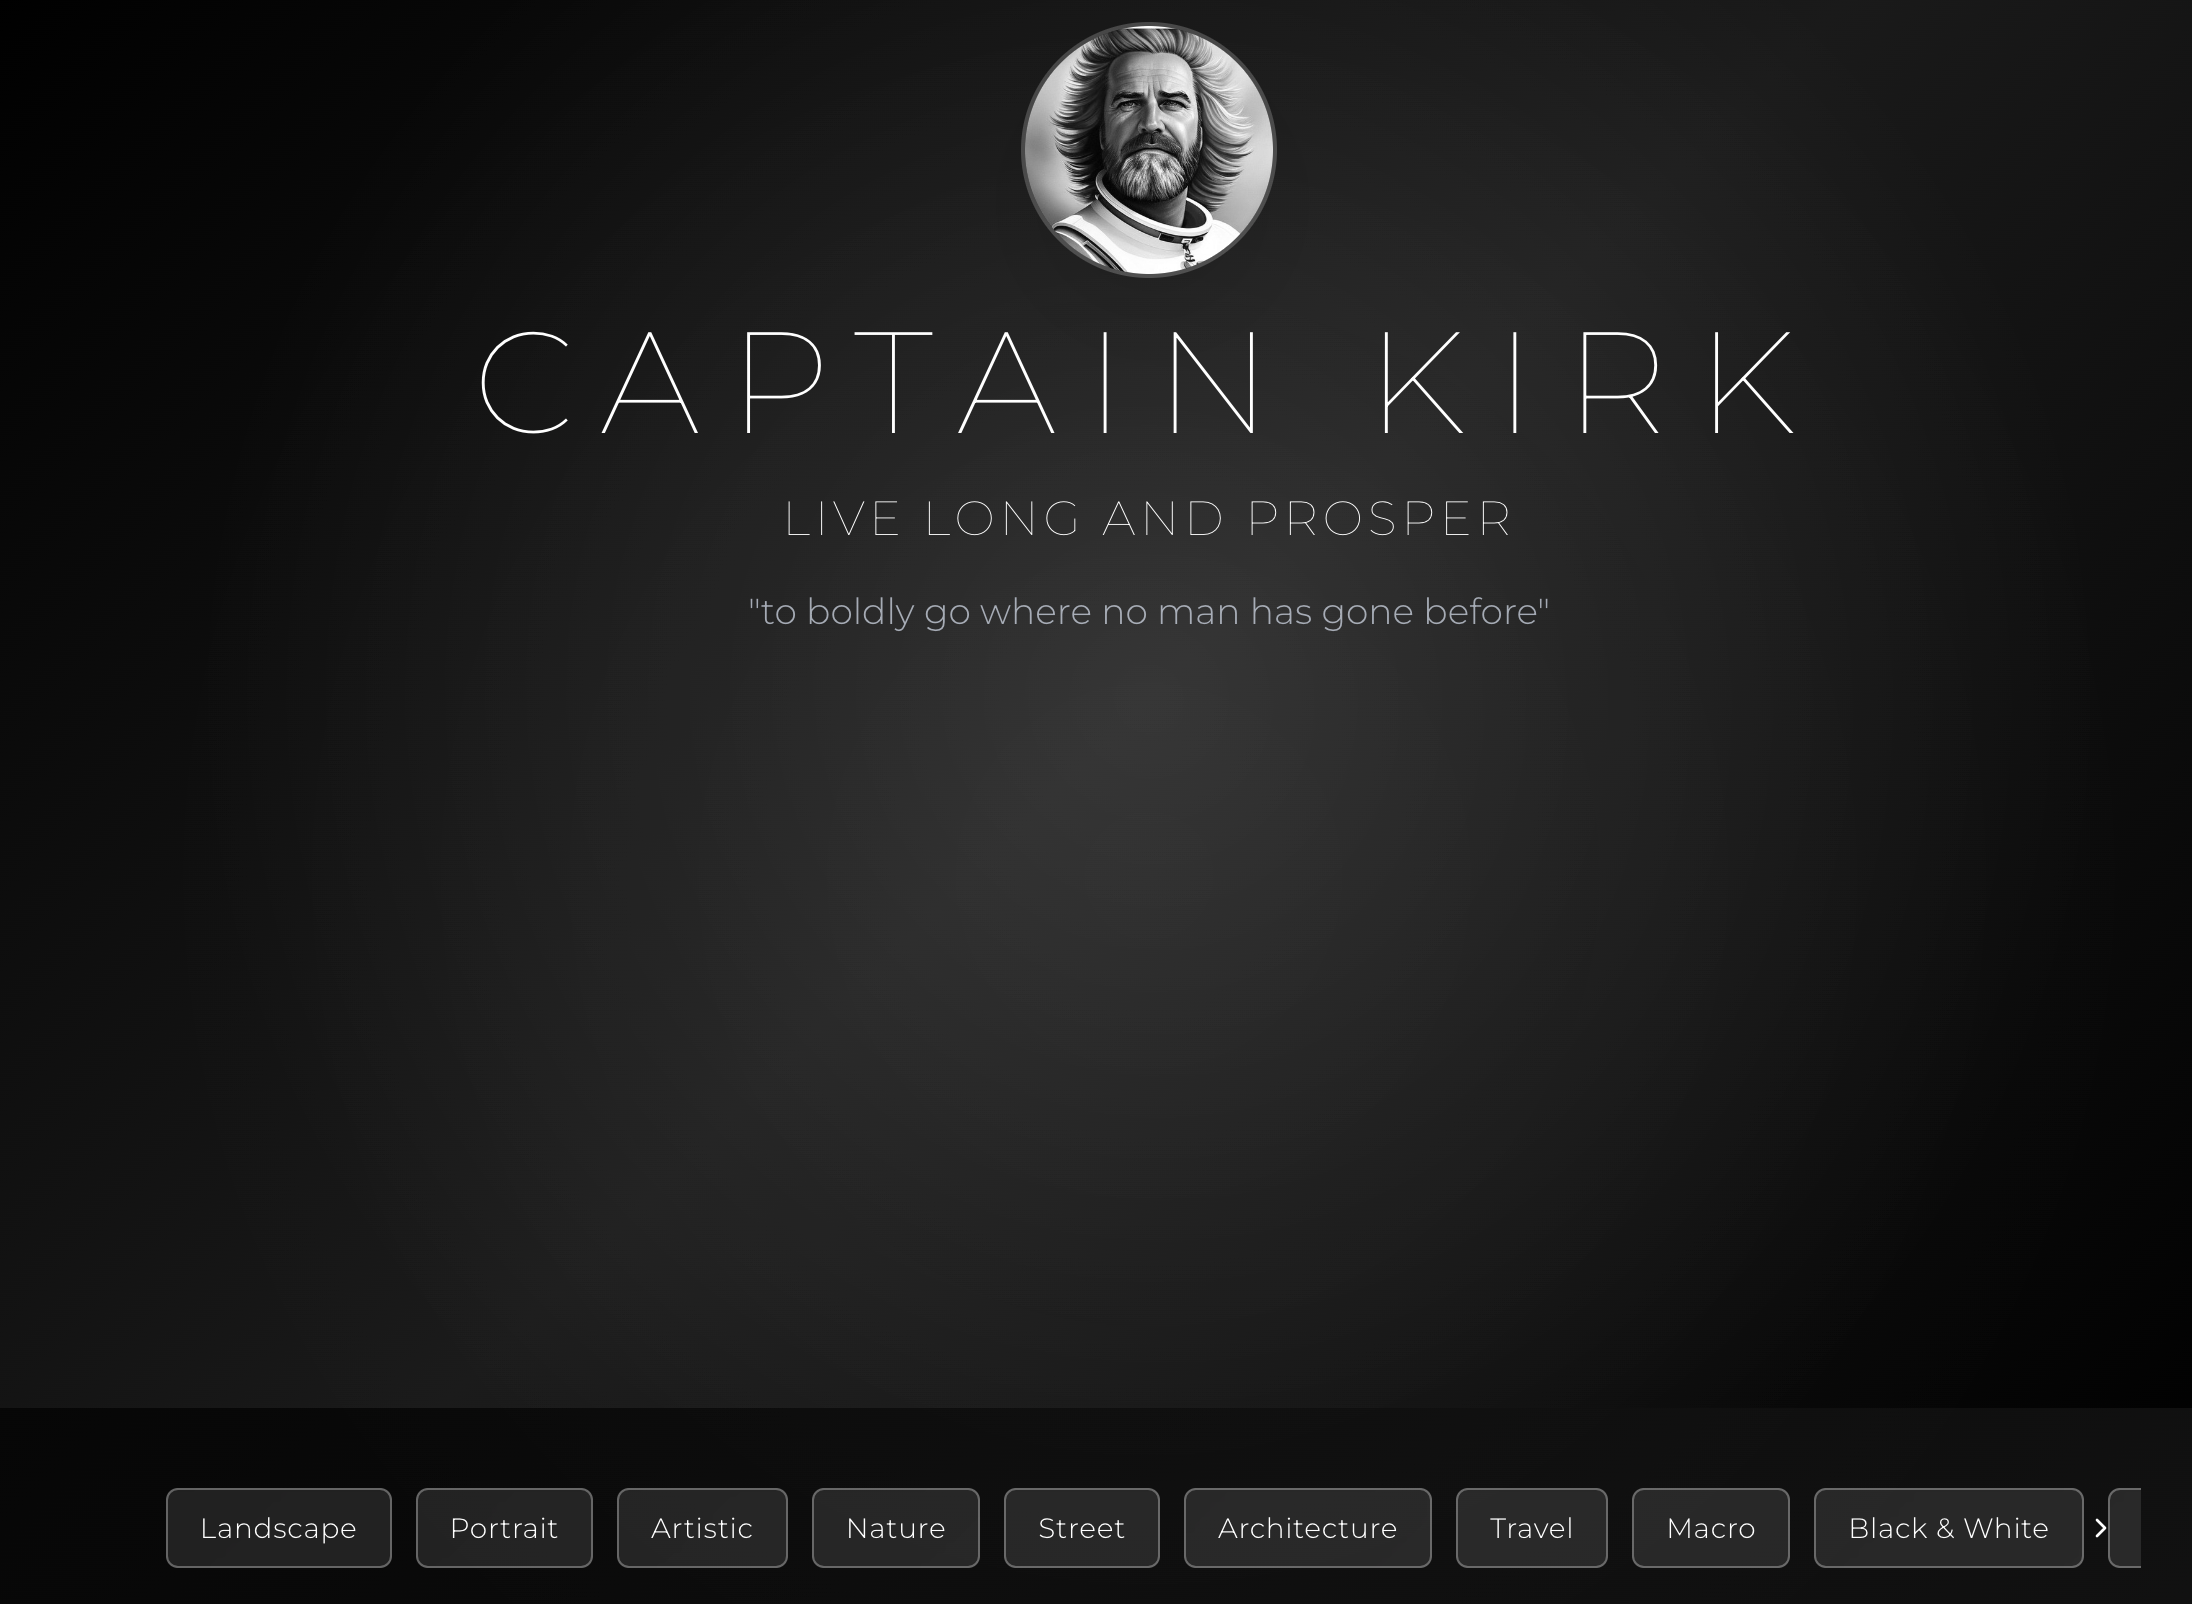 CAPTAIN KIRK
LIVE LONG AND PROSPER
"to boldly go where no man has gone before"
Landscape Portrait Artistic Nature Street Architecture Travel Macro Black & White